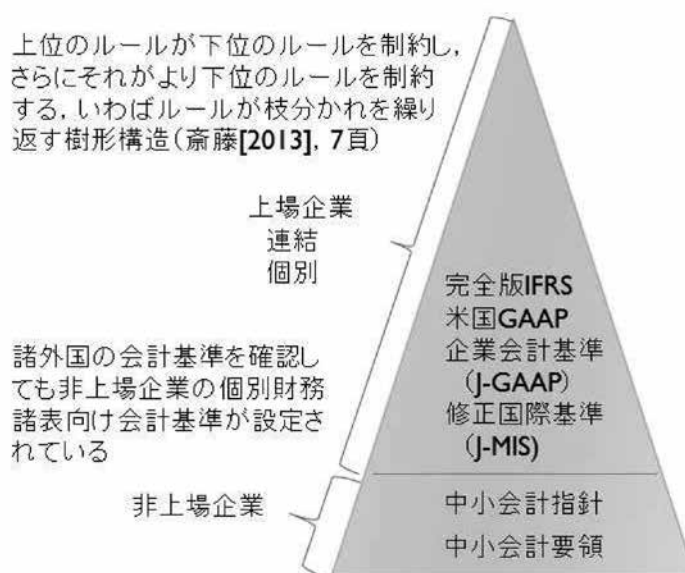 上位のルールが下位のルールを制約し，
さらにそれがより下位のルールを制約
する，いわばルールが枝分かれを繰り
返す樹形構造（斎藤[2013]，7頁）
上場企業
連結
個別
完全版IFRS
米国GAAP
企業会計基準
（J-GAAP）
修正国際基準
（J-MIS）
諸外国の会計基準を確認し
ても非上場企業の個別財務
諸表向け会計基準が設定さ
れている
非上場企業
中小会計指針
中小会計要領